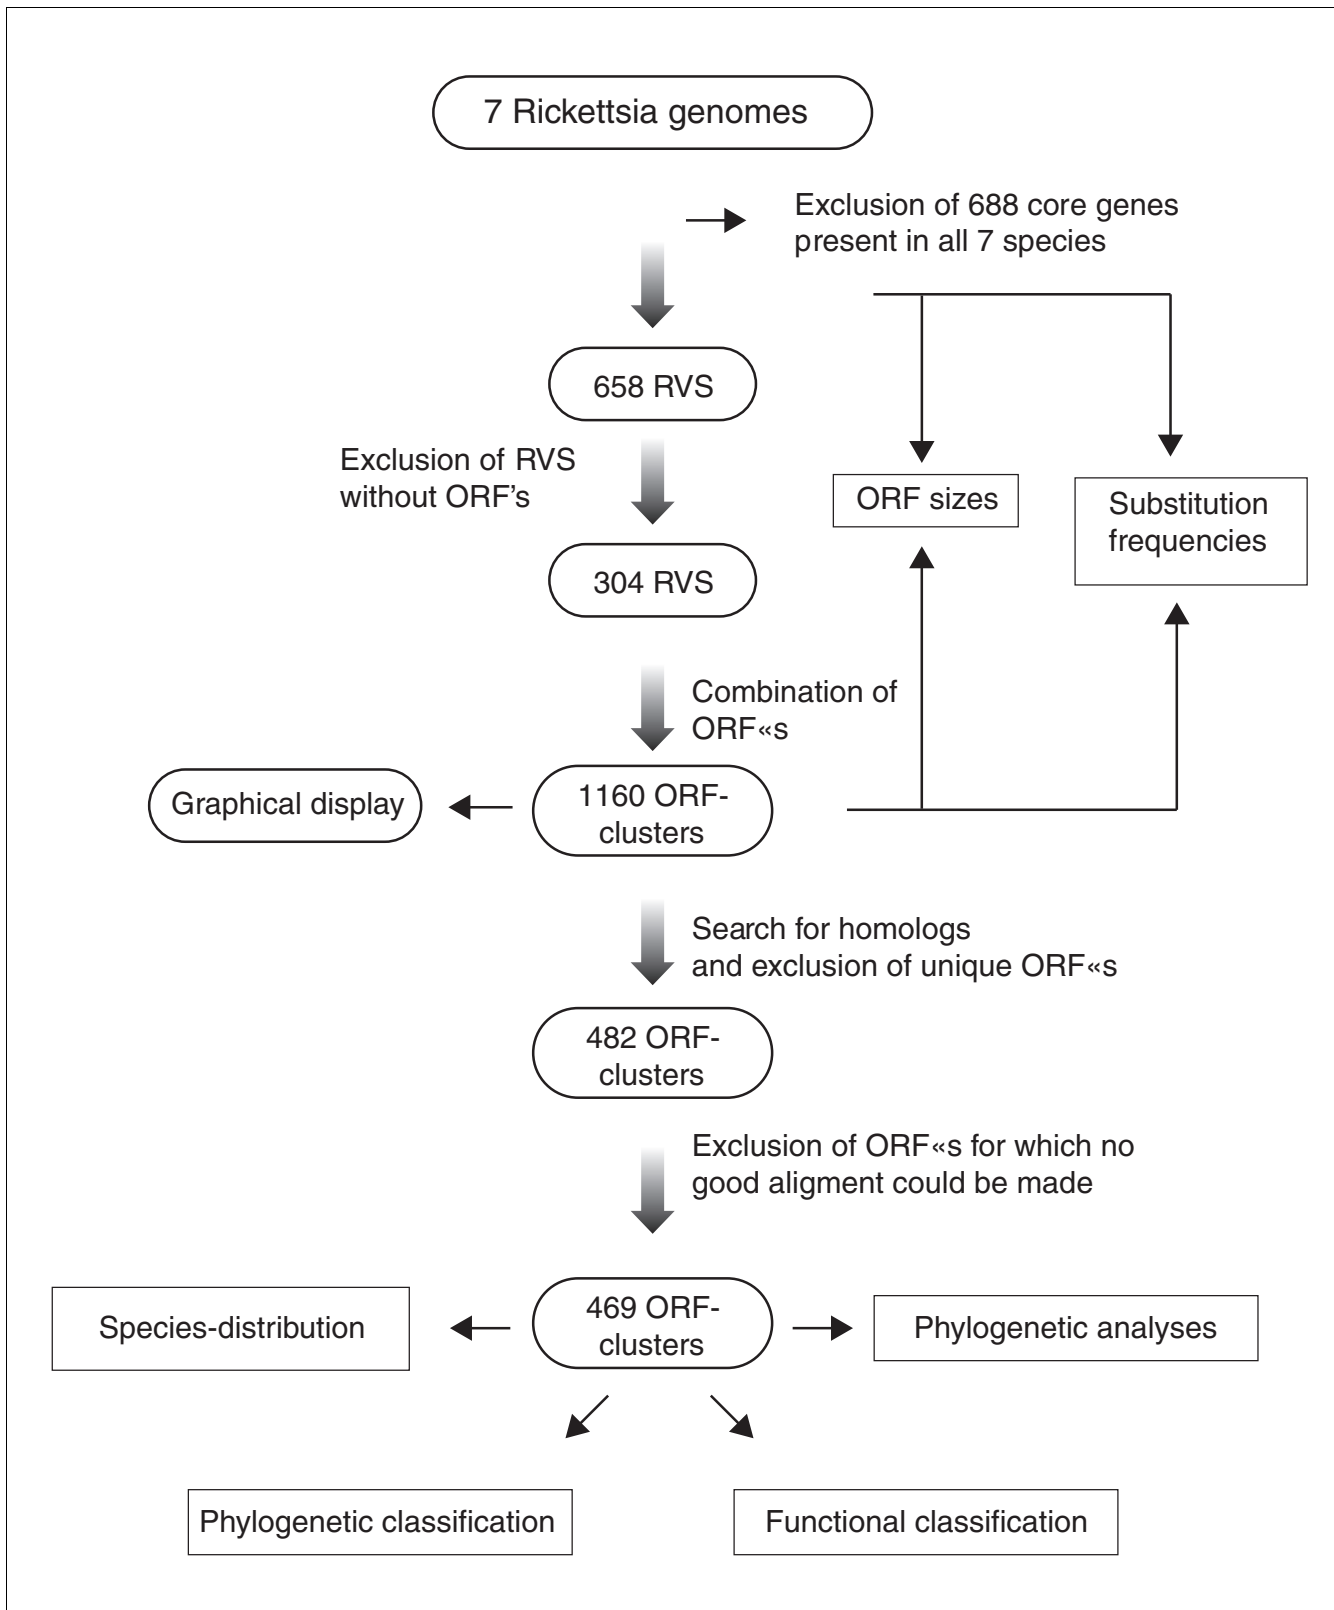 7 Rickettsia genomes
Exclusion of 688 core genes
present in all 7 species
658 RVS
Exclusion of RVS
without ORF's
ORF sizes
Substitution
frequencies
304 RVS
Combination of
ORF«s
Graphical display
1160 ORF-
clusters
Search for homologs
and exclusion of unique ORF«s
482 ORF-
clusters
Exclusion of ORF«s for which no
good aligment could be made
Species-distribution
469 ORF-
clusters
Phylogenetic analyses
Phylogenetic classification
Functional classification